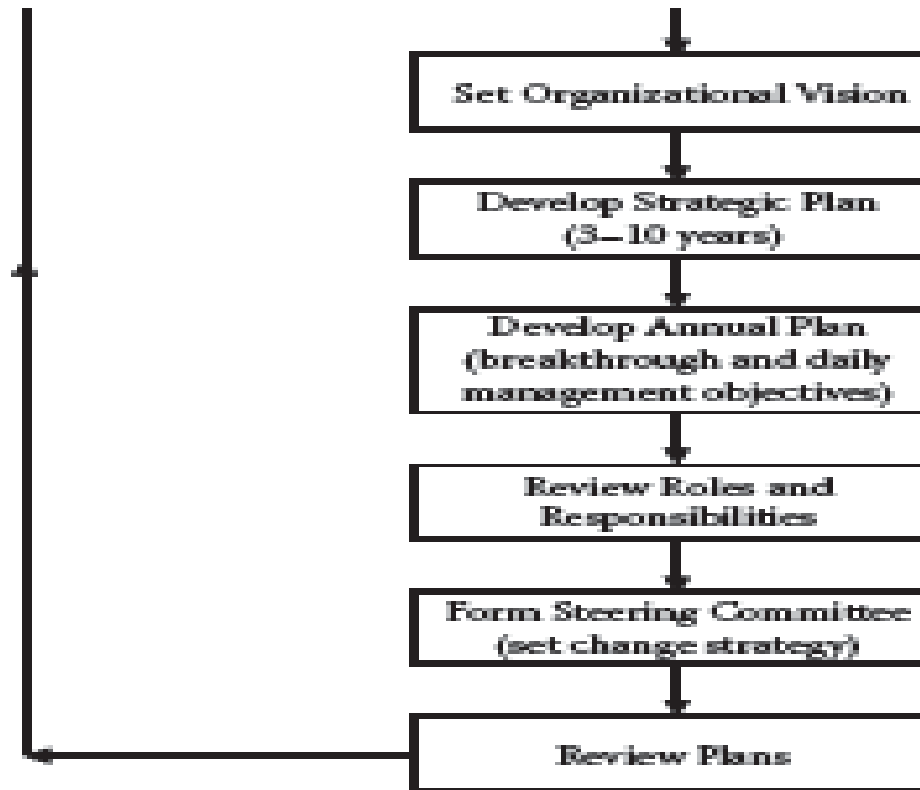 Set Organizational Vision
Develop Strategic Plan
(3–10 years)
Develop Annual Plan
(breakthrough and daily
management objectives)
Review Roles and
Responsibilities
Form Steering Committee
(set change strategy)
Review Plans